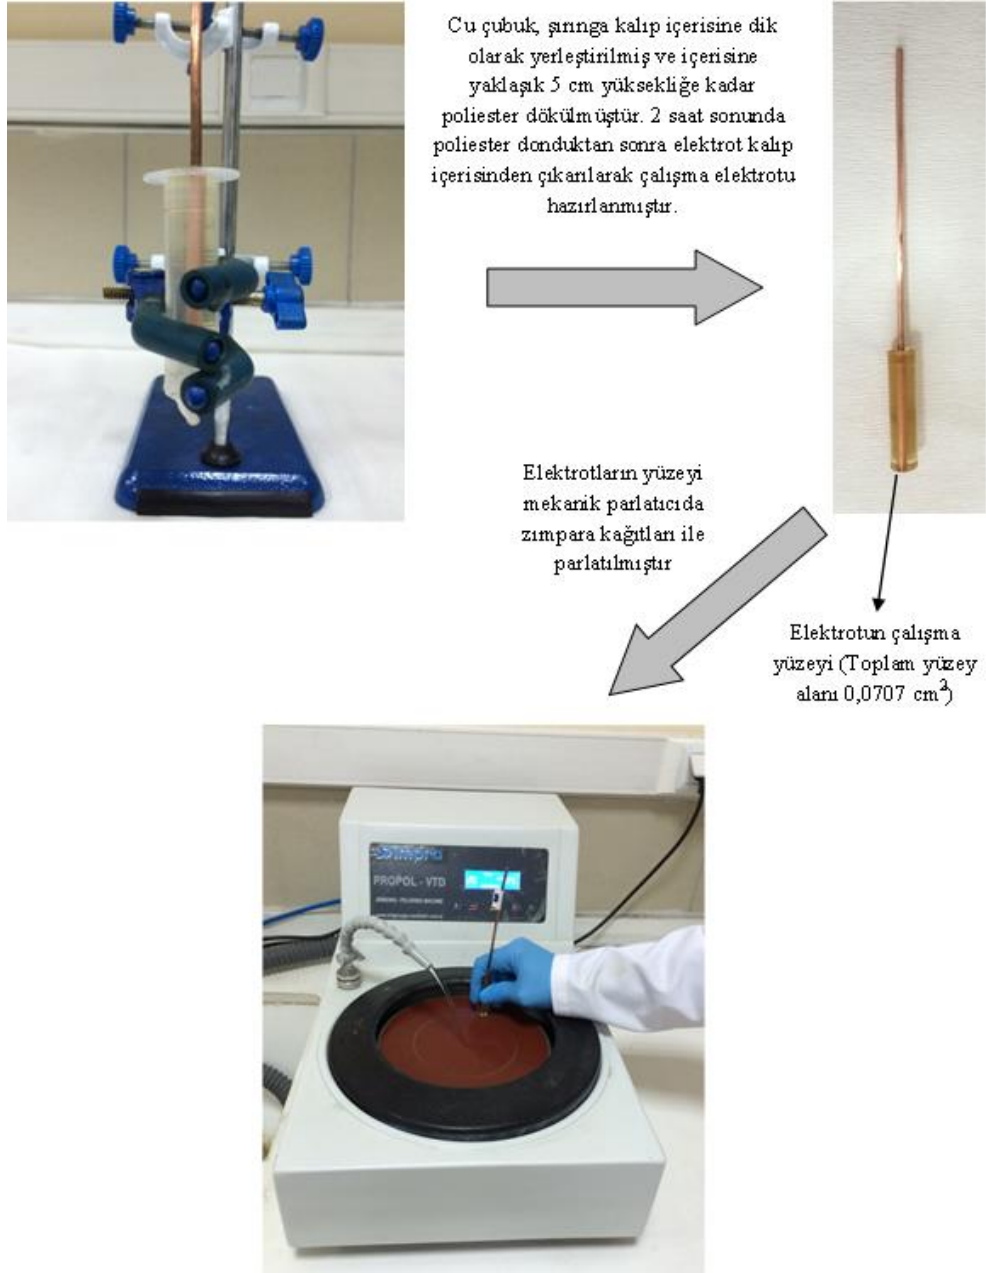 Cu çubuk, şırınga kalıp içerisine dik
olarak yerleştirilmiş ve içerisine
yaklaşık 5 cm yüksekliğe kadar
poliester dökülmüştür. 2 saat sonunda
poliester donduktan sonra elektrot kalıp
içerisinden çıkarılarak çalışma elektrotu
hazırlanmıştır.
Elektrotların yüzeyi
mekanik parlatıcıda
zımpara kağıtları ile
parlatılmıştır
Elektrotun çalışma
yüzeyi (Toplam yüzey
alanı 0,0707 cm²)
PROPOL - VTD